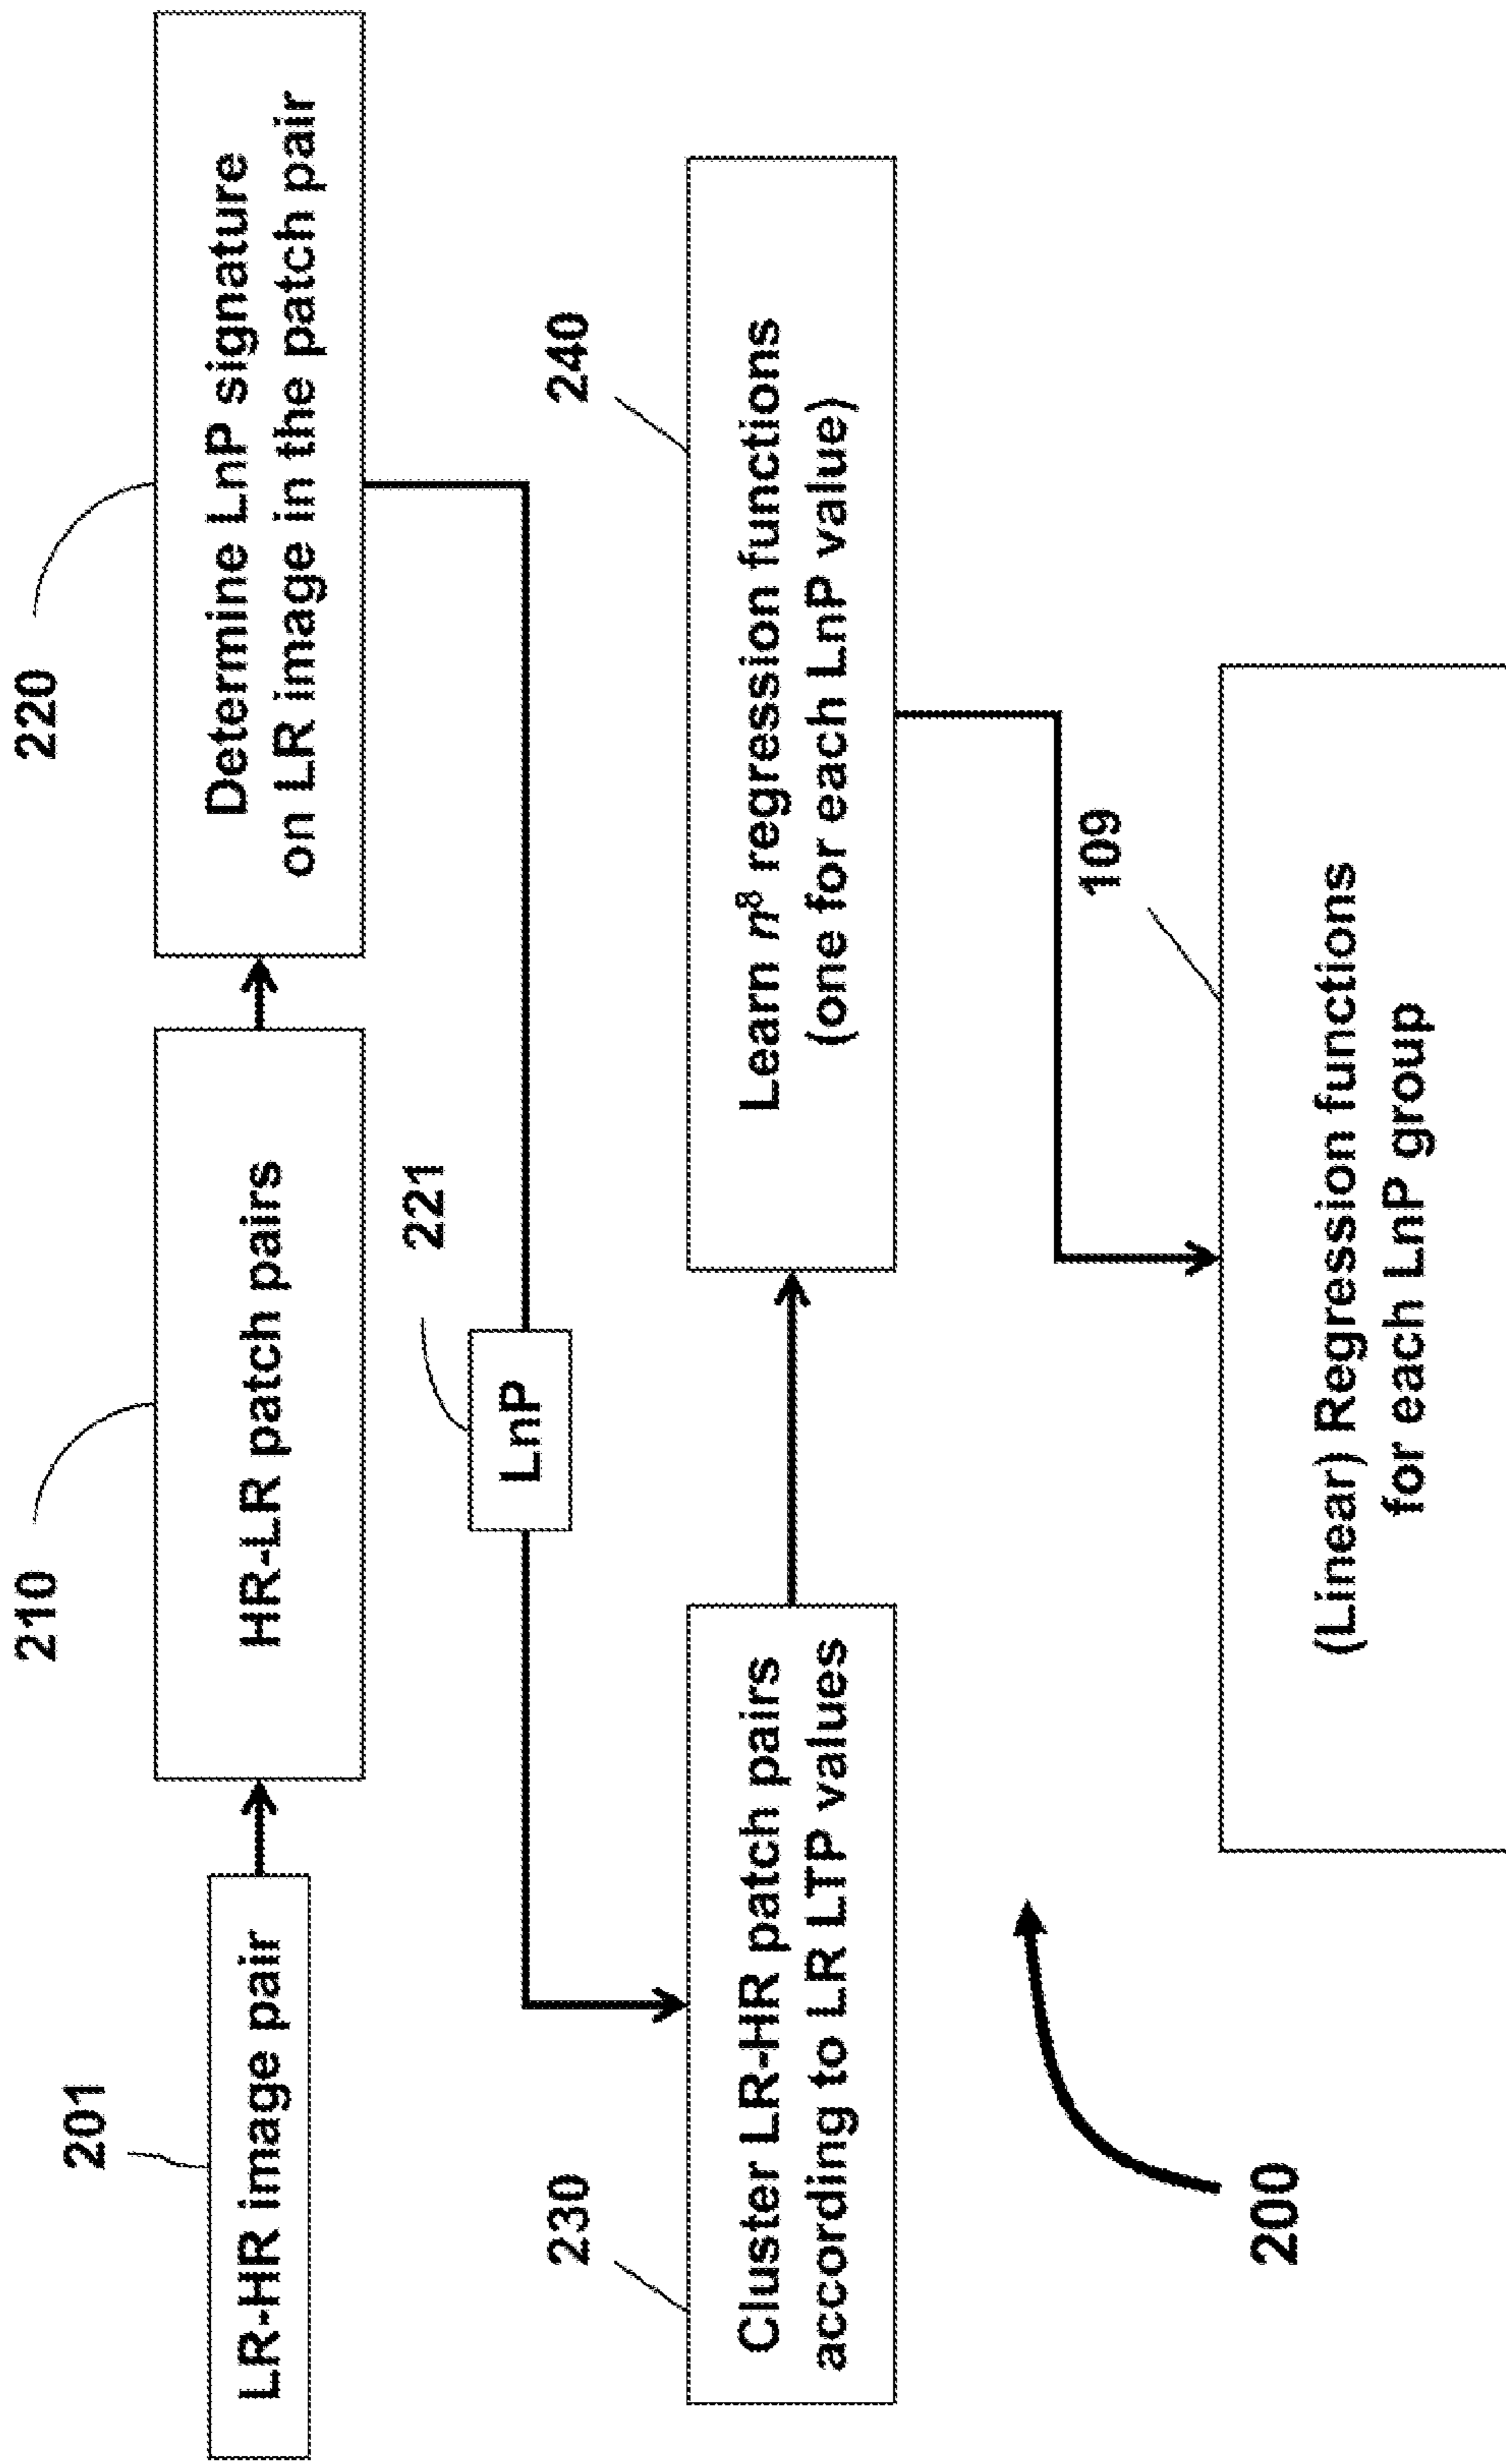 201
LR-HR image pair
210
HR-LR patch pairs
220
Determine LnP signature
on LR image in the patch pair
221
LnP
230
Cluster LR-HR patch pairs
according to LR LTP values
240
Learn n⁸ regression functions
(one for each LnP value)
109
(Linear) Regression functions
for each LnP group
200